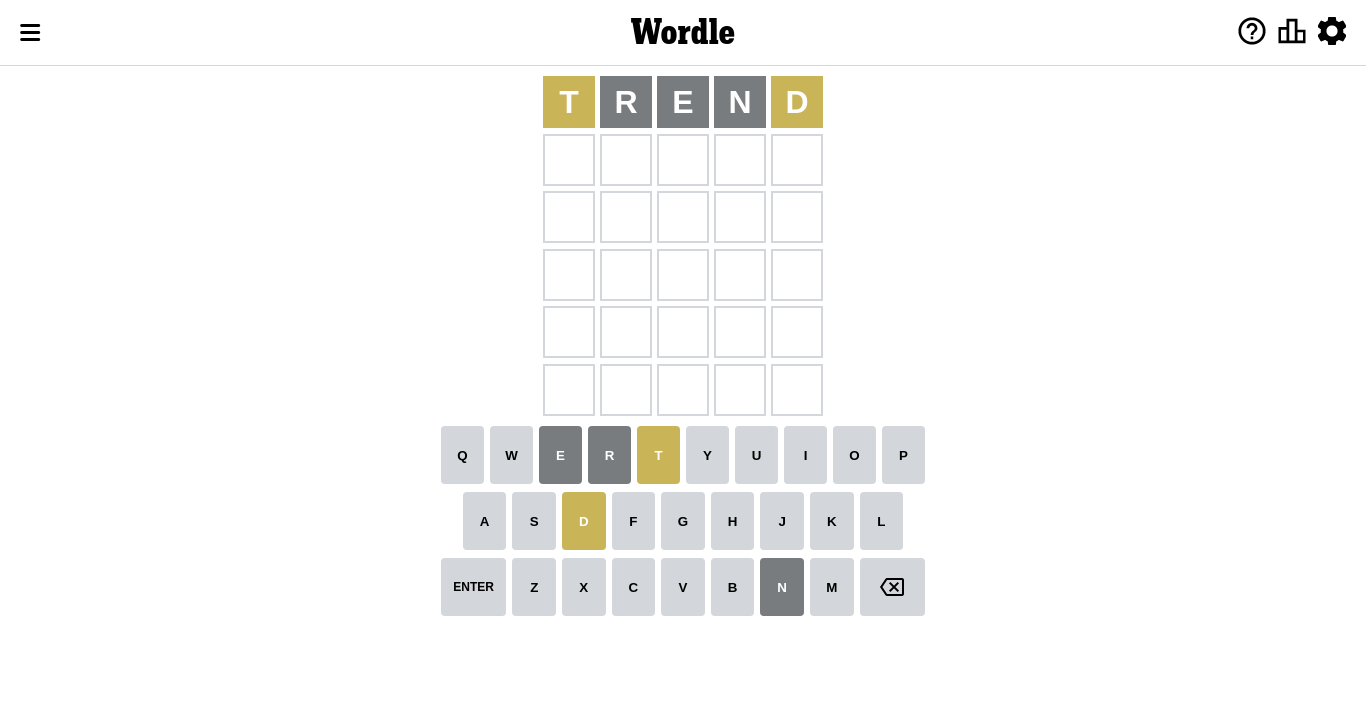 Wordle
T R E N D
Q W E R T Y U I O P
A S D F G H J K L
ENTER Z X C V B N M